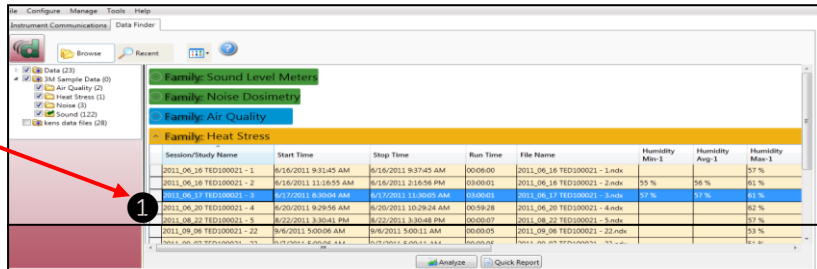 ile Configure Manage Tools Help
Instrument Communications Data Finder
Browse Recent
Data (23)
3M Sample Data (0)
Air Quality (2)
Heat Stress (1)
Noise (3)
Sound (122)
kens data files (28)
Family: Sound Level Meters
Family: Noise Dosimetry
Family: Air Quality
Family: Heat Stress
Session/Study Name Start Time Stop Time Run Time File Name Humidity Min-1 Humidity Avg-1 Humidity Max-1
2011_06_16 TED100021 - 1 6/16/2011 9:31:45 AM 6/16/2011 9:37:45 AM 00:06:00 2011_06_16 TED100021 - 1.ndx 57 %
2011_06_16 TED100021 - 2 6/16/2011 11:16:55 AM 6/16/2011 2:16:56 PM 03:00:01 2011_06_16 TED100021 - 2.ndx 55 % 56 % 61 %
1 2011_06_17 TED100021 - 3 6/17/2011 8:30:04 AM 6/17/2011 11:30:05 AM 03:00:01 2011_06_17 TED100021 - 3.ndx 57 % 57 % 61 %
2011_06_20 TED100021 - 4 6/20/2011 9:29:56 AM 6/20/2011 10:29:24 AM 00:59:28 2011_06_20 TED100021 - 4.ndx 62 %
2011_08_22 TED100021 - 5 8/22/2011 3:30:41 PM 8/22/2011 3:30:48 PM 00:00:07 2011_08_22 TED100021 - 5.ndx 57 %
2011_09_06 TED100021 - 22 9/6/2011 5:00:06 AM 9/6/2011 5:00:11 AM 00:00:05 2011_09_06 TED100021 - 22.ndx 53 %
Analyze Quick Report